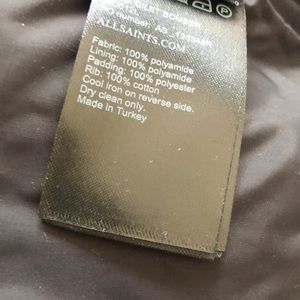 ALLSAINTS.COM
Fabric: 100% polyamide
Lining: 100% polyamide
Padding: 100% polyester
Rib: 100% cotton
Cool iron on reverse side.
Dry clean only.
Made in Turkey